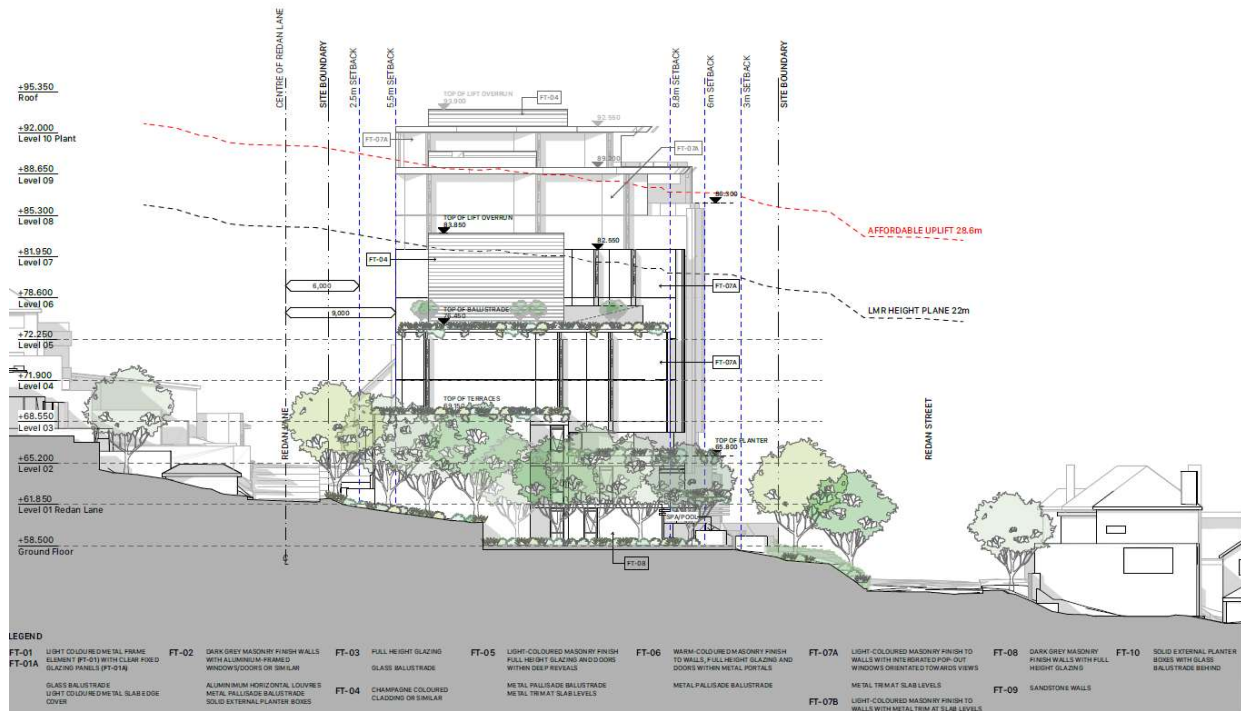 CENTRE OF REDAN LANE
SITE BOUNDARY
2.5m SETBACK
5.5m SETBACK
8.8m SETBACK
6m SETBACK
3m SETBACK
SITE BOUNDARY
+95.350
Roof
+92.000
Level 10 Plant
+88.650
Level 09
+85.300
Level 08
+81.950
Level 07
+78.600
Level 06
+72.250
Level 05
+71.900
Level 04
+68.550
Level 03
+65.200
Level 02
+61.850
Level 01 Redan Lane
+58.500
Ground Floor
TOP OF LIFT OVERRUN
93.900
FT-04
92.550
FT-07A
FT-07A
TOP OF LIFT OVERRUN
83.850
82.550
FT-04
AFFORDABLE UPLIFT 28.6m
6,000
FT-07A
9,000
TOP OF BALUSTRADE
LMR HEIGHT PLANE 22m
FT-07A
TOP OF TERRACES
REDAN LANE
REDAN STREET
TOP OF PLANTER
65.800
SPA/POOL
FT-08
LEGEND
FT-01
FT-01A
LIGHT COLOURED METAL FRAME
ELEMENT (FT-01) WITH CLEAR FIXED
GLAZING PANELS (FT-01A)
GLASS BALUSTRADE
LIGHT COLOURED METAL SLAB EDGE
COVER
FT-02
DARK GREY MASONRY FINISH WALLS
WITH ALUMINIUM-FRAMED
WINDOWS/DOORS OR SIMILAR
ALUMINIUM HORIZONTAL LOUVRES
METAL PALLISADE BALUSTRADE
SOLID EXTERNAL PLANTER BOXES
FT-03
FULL HEIGHT GLAZING
GLASS BALUSTRADE
FT-04
CHAMPAGNE COLOURED
CLADDING OR SIMILAR
FT-05
LIGHT-COLOURED MASONRY FINISH
FULL HEIGHT GLAZING AND DOORS
WITHIN DEEP REVEALS
METAL PALLISADE BALUSTRADE
METAL TRIM AT SLAB LEVELS
FT-06
WARM-COLOURED MASONRY FINISH
TO WALLS, FULL HEIGHT GLAZING AND
DOORS WITHIN METAL PORTALS
METAL PALLISADE BALUSTRADE
FT-07A
LIGHT-COLOURED MASONRY FINISH TO
WALLS WITH INTERGRATED POP-OUT
WINDOWS ORIENTATED TOWARDS VIEWS
METAL TRIM AT SLAB LEVELS
FT-07B
LIGHT-COLOURED MASONRY FINISH TO
WALLS WITH METAL TRIM AT SLAB LEVELS
FT-08
DARK GREY MASONRY
FINISH WALLS WITH FULL
HEIGHT GLAZING
FT-09
SANDSTONE WALLS
FT-10
SOLID EXTERNAL PLANTER
BOXES WITH GLASS
BALUSTRADE BEHIND